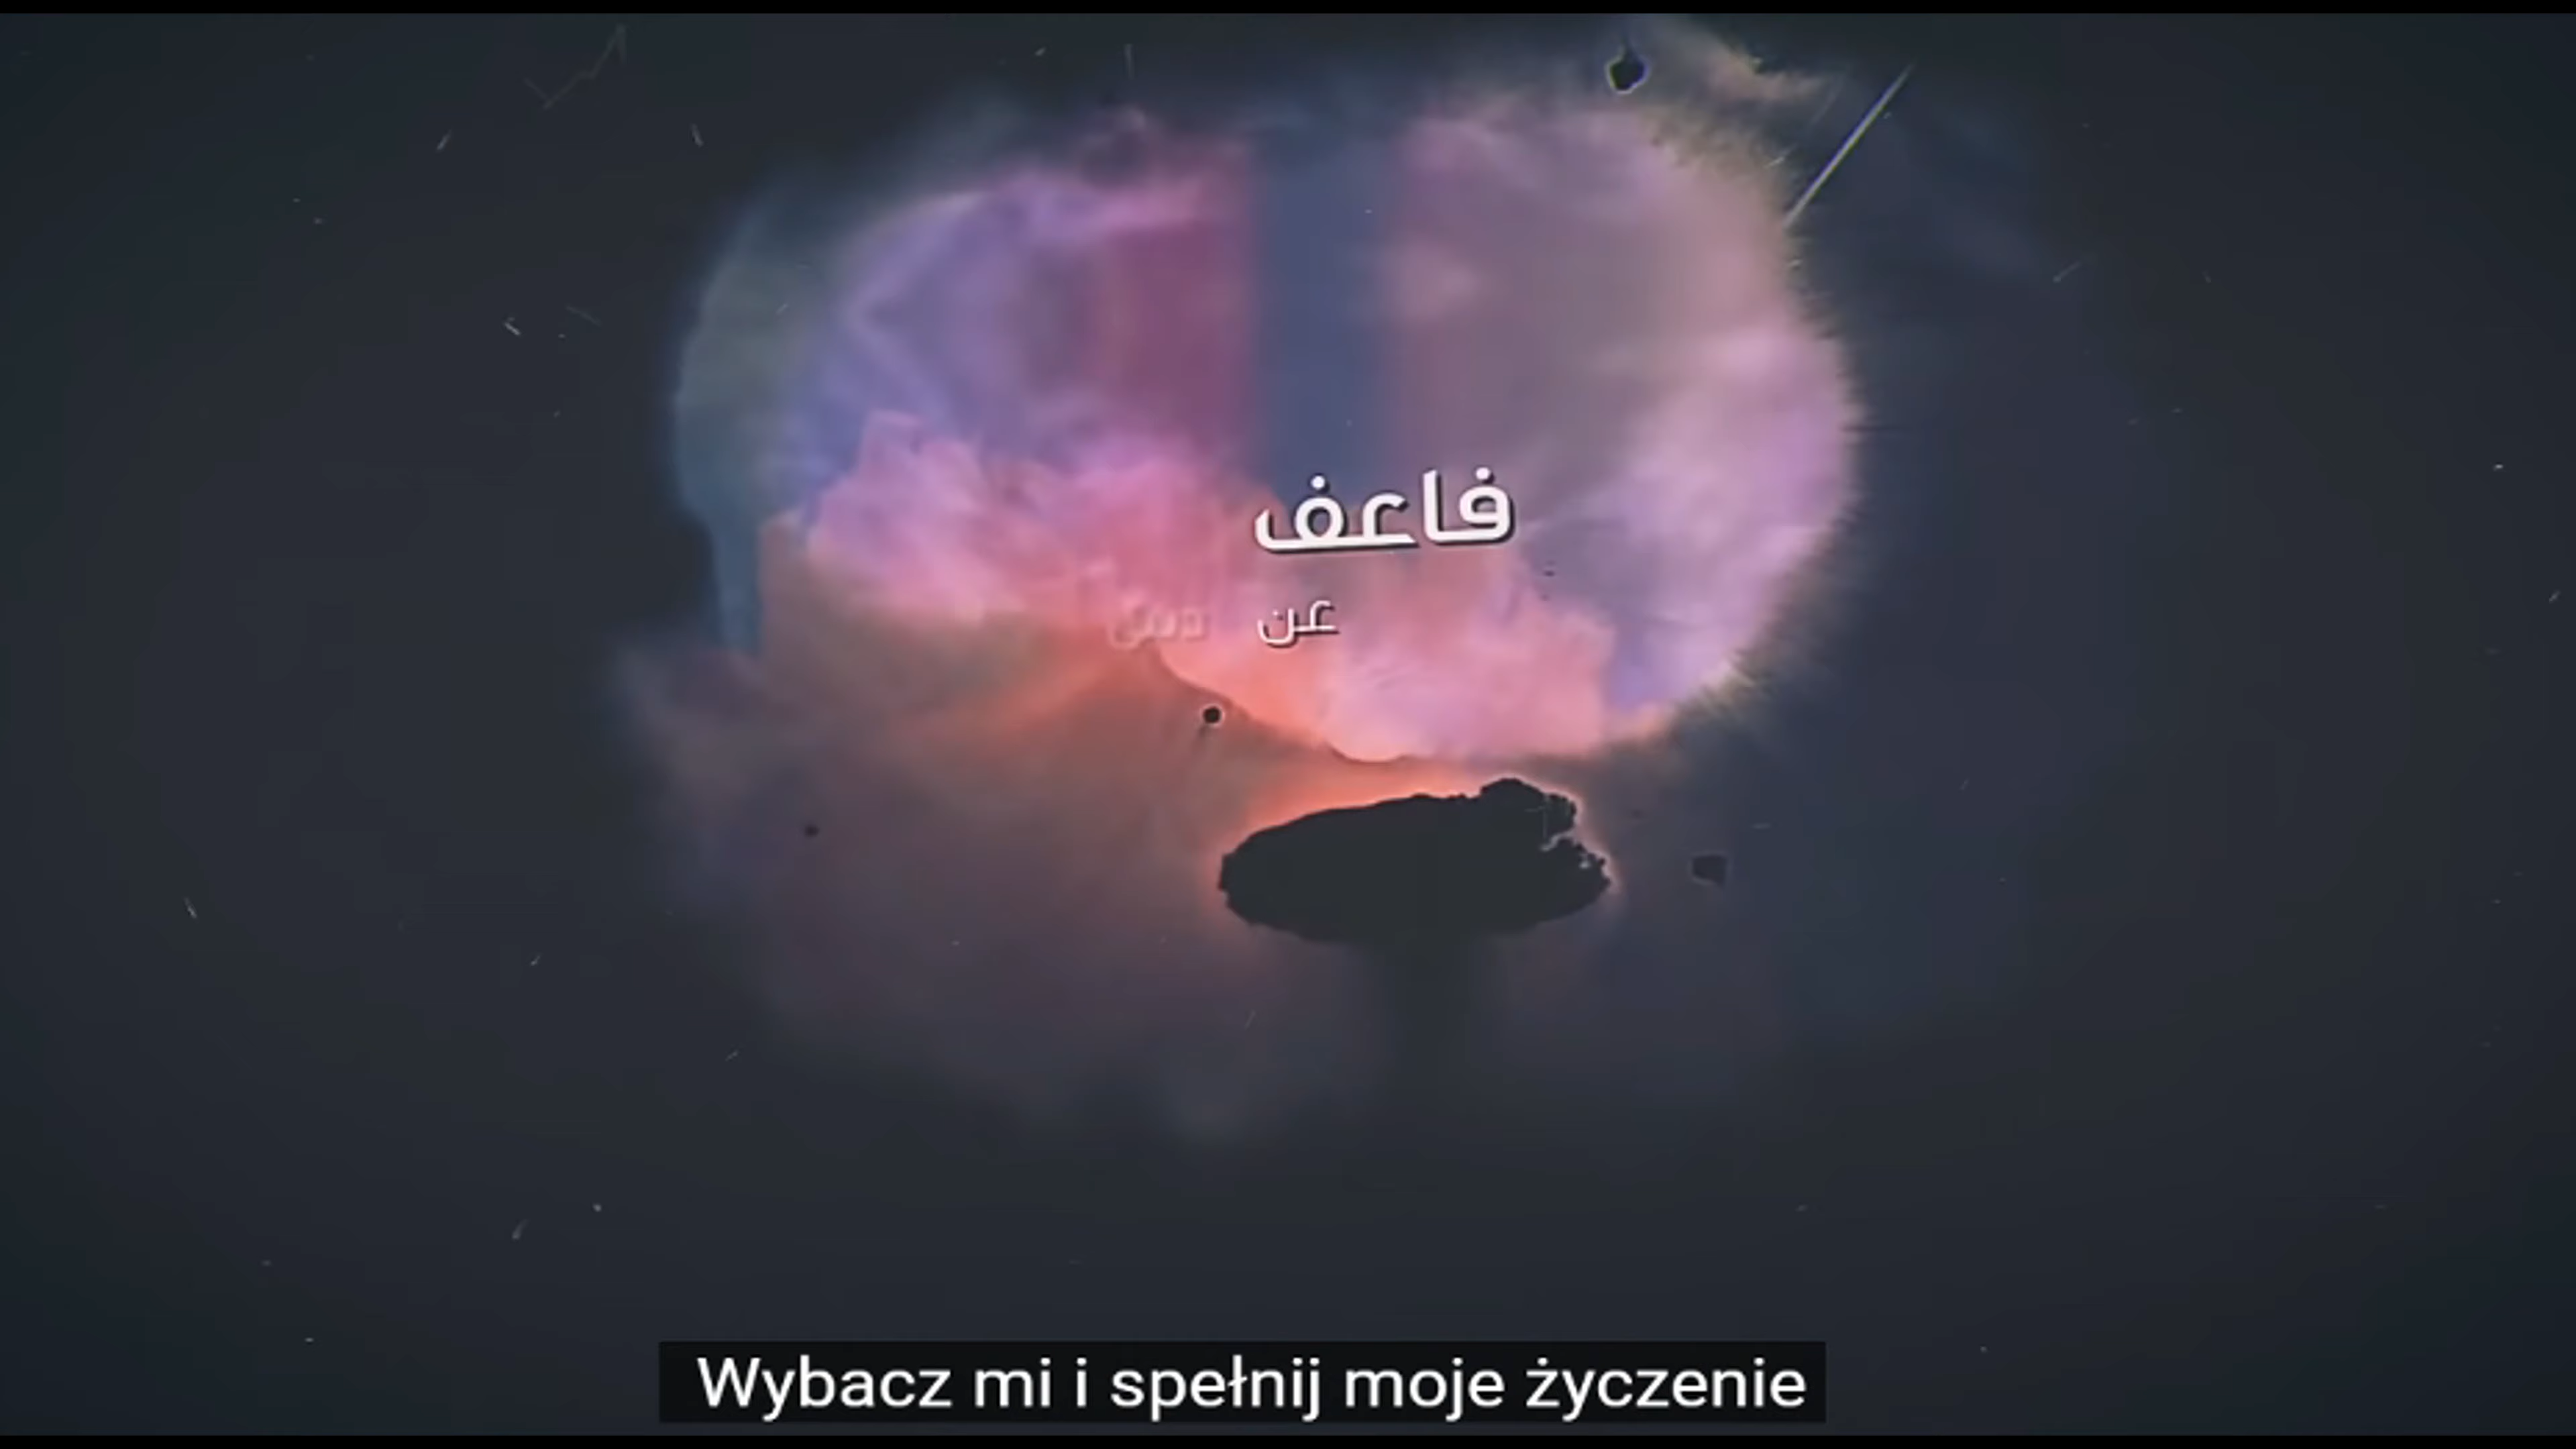 فاعف
عن
Wybacz mi i spełnij moje życzenie